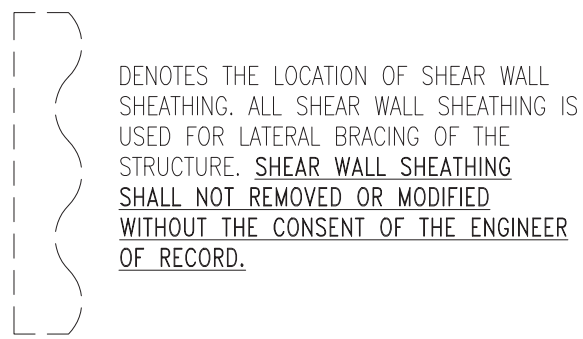 DENOTES THE LOCATION OF SHEAR WALL
SHEATHING. ALL SHEAR WALL SHEATHING IS
USED FOR LATERAL BRACING OF THE
STRUCTURE. SHEAR WALL SHEATHING
SHALL NOT REMOVED OR MODIFIED
WITHOUT THE CONSENT OF THE ENGINEER
OF RECORD.